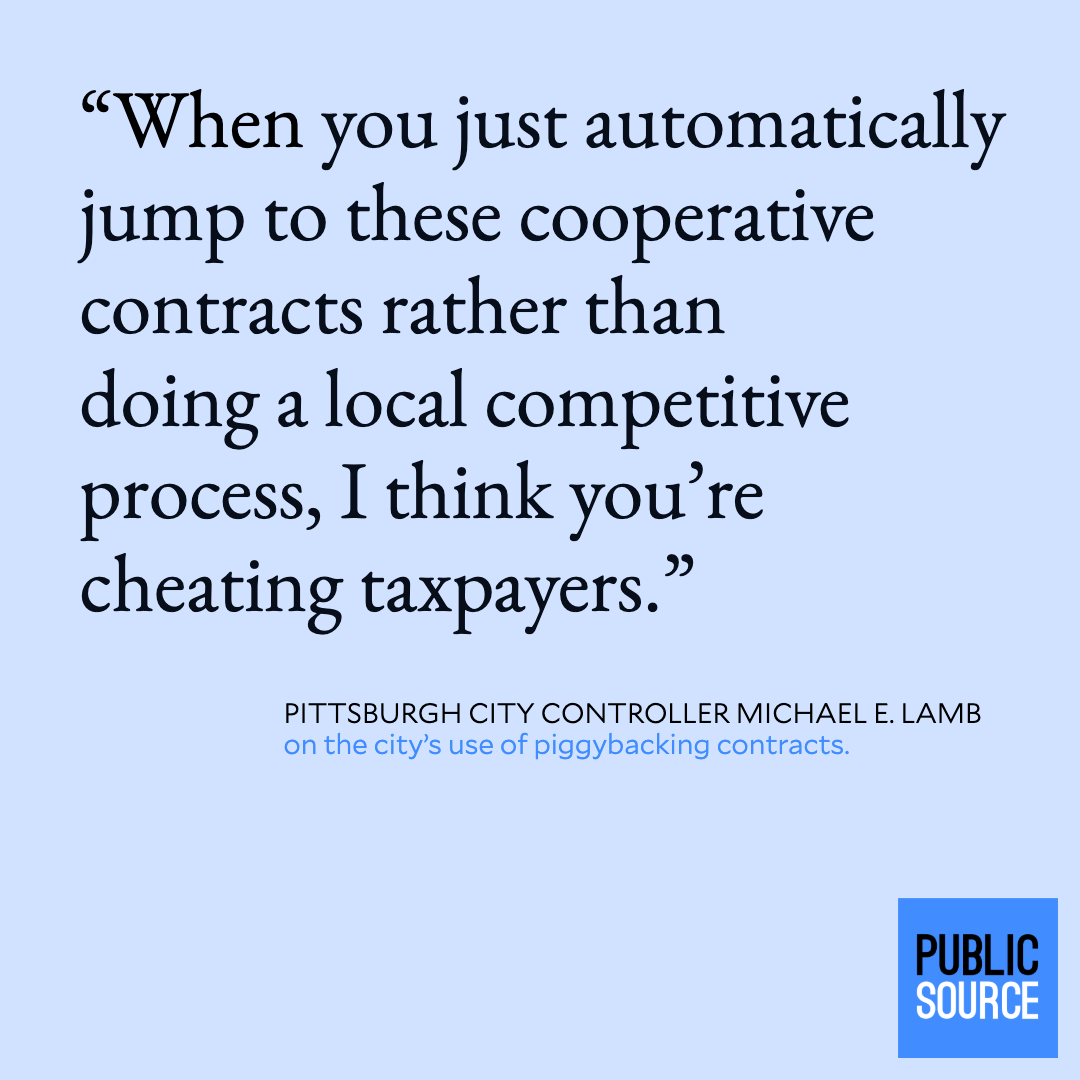 “When you just automatically
jump to these cooperative
contracts rather than
doing a local competitive
process, I think you’re
cheating taxpayers.”
PITTSBURGH CITY CONTROLLER MICHAEL E. LAMB
on the city’s use of piggybacking contracts.
PUBLIC
SOURCE